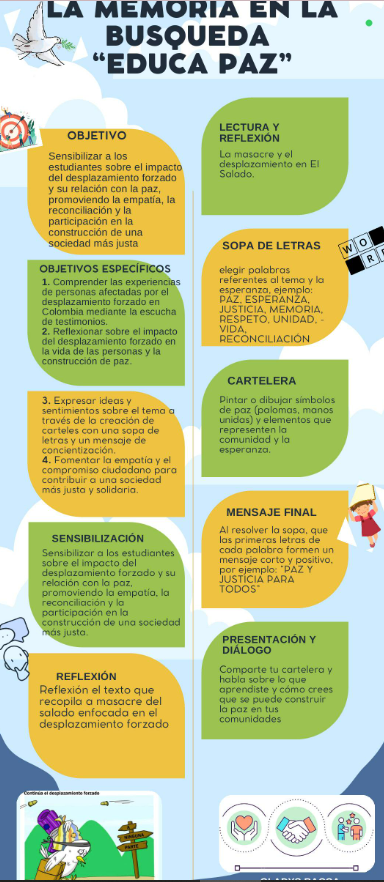 LA MEMORIA EN LA
BUSQUEDA
“EDUCA PAZ”
OBJETIVO
Sensibilizar a los
estudiantes sobre el impacto
del desplazamiento forzado
y su relación con la paz,
promoviendo la empatía, la
reconciliación y la
participación en la
construcción de una
sociedad más justa
OBJETIVOS ESPECÍFICOS
1. Comprender las experiencias
de personas afectadas por el
desplazamiento forzado en
Colombia mediante la escucha
de testimonios.
2. Reflexionar sobre el impacto
del desplazamiento forzado en
la vida de las personas y la
construcción de paz.
3. Expresar ideas y
sentimientos sobre el tema a
través de la creación de
carteles con una sopa de
letras y un mensaje de
concientización.
4. Fomentar la empatía y el
compromiso ciudadano para
contribuir a una sociedad
más justa y solidaria.
SENSIBILIZACIÓN
Sensibilizar a los estudiantes
sobre el impacto del
desplazamiento forzado y su
relación con la paz,
promoviendo la empatía, la
reconciliación y la
participación en la
construcción de una sociedad
más justa.
REFLEXIÓN
Reflexión el texto que
recopila a masacre del
salado enfocada en el
desplazamiento forzado
Continúa el desplazamiento forzado
NINGUNA
PARTE
LECTURA Y
REFLEXIÓN
La masacre y el
desplazamiento en El
Salado.
SOPA DE LETRAS
elegir palabras
referentes al tema y la
esperanza, ejemplo:
PAZ, ESPERANZA,
JUSTICIA, MEMORIA,
RESPETO, UNIDAD, -
VIDA,
RECONCILIACIÓN
W O R
R E
CARTELERA
Pintar o dibujar símbolos
de paz (palomas, manos
unidas) y elementos que
representen la
comunidad y la
esperanza.
MENSAJE FINAL
Al resolver la sopa, que
las primeras letras de
cada palabra formen un
mensaje corto y positivo,
por ejemplo: "PAZ Y
JUSTICIA PARA
TODOS"
PRESENTACIÓN Y
DIÁLOGO
Comparte tu cartelera y
habla sobre lo que
aprendiste y cómo crees
que se puede construir
la paz en tus
comunidades